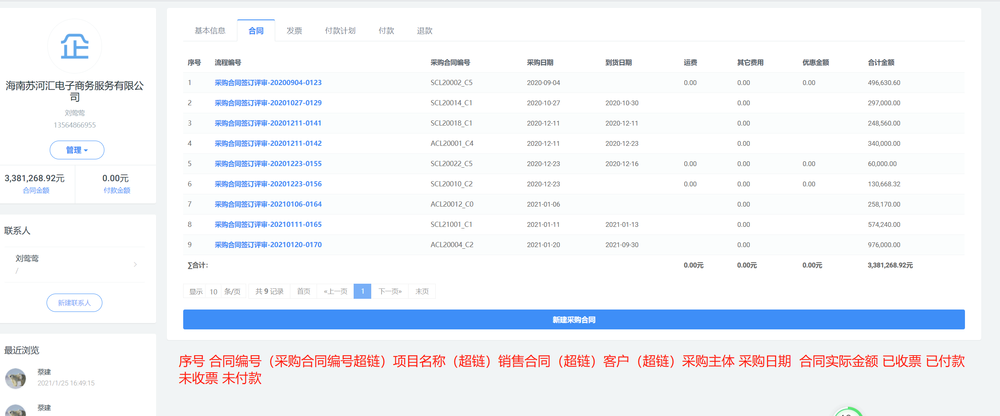 企
海南苏河汇电子商务服务有限公
司
刘莺莺
13564866955
管理
3,381,268.92元
合同金额
0.00元
付款金额
联系人
刘莺莺
/
新建联系人
最近浏览
蔡建
2021/1/25 16:49:15
蔡建
基本信息 合同 发票 付款计划 付款 退款
序号 流程编号 采购合同编号 采购日期 到货日期 运费 其它费用 优惠金额 合计金额
1 采购合同签订评审-20200904-0123 SCL20002_C5 2020-09-04 0.00 0.00 0.00 496,630.60
2 采购合同签订评审-20201027-0129 SCL20014_C1 2020-10-27 2020-10-30 0.00 297,000.00
3 采购合同签订评审-20201211-0141 SCL20018_C1 2020-12-11 2020-12-11 0.00 248,560.00
4 采购合同签订评审-20201211-0142 ACL20001_C4 2020-12-11 2020-12-23 0.00 340,000.00
5 采购合同签订评审-20201223-0155 SCL20022_C5 2020-12-23 2020-12-16 0.00 0.00 0.00 60,000.00
6 采购合同签订评审-20201223-0156 SCL20010_C2 2020-12-23 0.00 0.00 0.00 130,668.32
7 采购合同签订评审-20210106-0164 ACL20012_C0 2021-01-06 0.00 258,170.00
8 采购合同签订评审-20210111-0165 SCL21001_C1 2021-01-11 2021-01-13 0.00 574,240.00
9 采购合同签订评审-20210120-0170 ACL20004_C2 2021-01-20 2021-09-30 0.00 976,000.00
∑合计: 0.00元 0.00元 0.00元 3,381,268.92元
显示 10 条/页 共 9 记录 首页 «上一页 1 下一页» 末页
新建采购合同
序号 合同编号（采购合同编号超链）项目名称（超链）销售合同（超链）客户（超链）采购主体 采购日期 合同实际金额 已收票 已付款
未收票 未付款